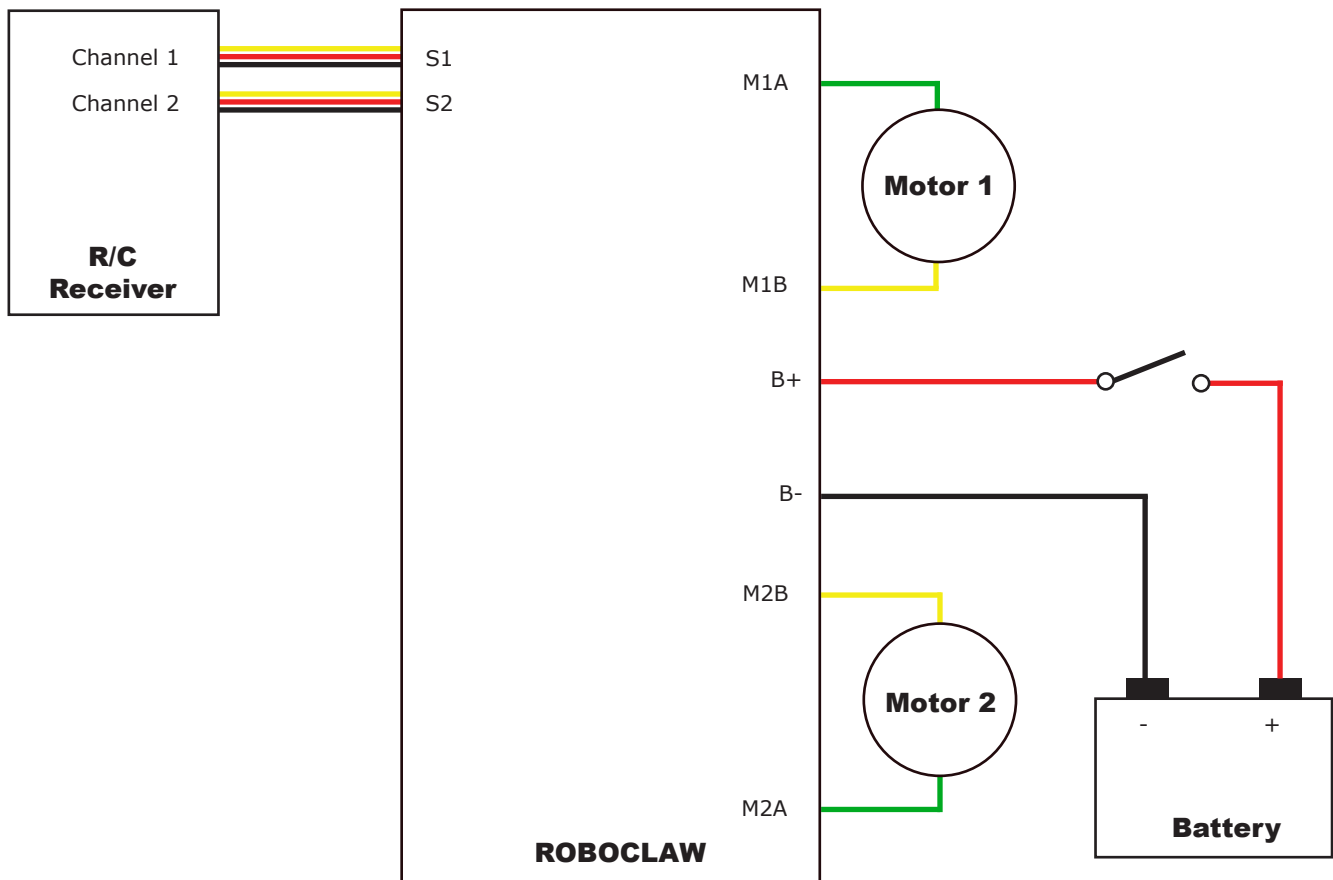 Channel 1
Channel 2
R/C
Receiver
S1
S2
ROBOCLAW
M1A
M1B
B+
B-
M2B
M2A
Motor 1
Motor 2
- +
Battery